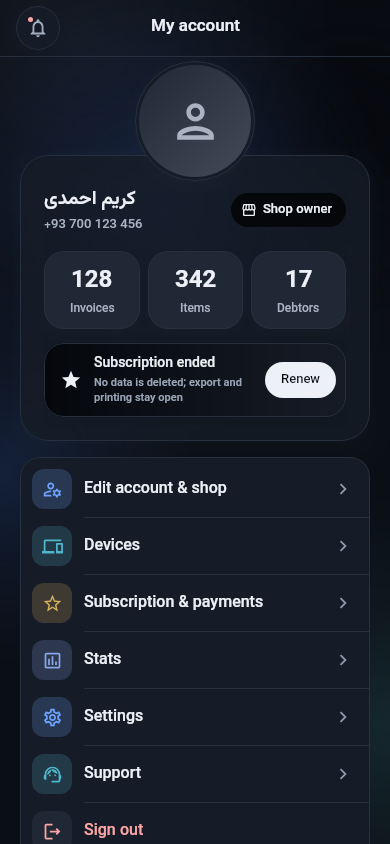 My account
کریم احمدی
+93 700 123 456
Shop owner
128
Invoices
342
Items
17
Debtors
Subscription ended
No data is deleted; export and
printing stay open
Renew
Edit account & shop
Devices
Subscription & payments
Stats
Settings
Support
Sign out